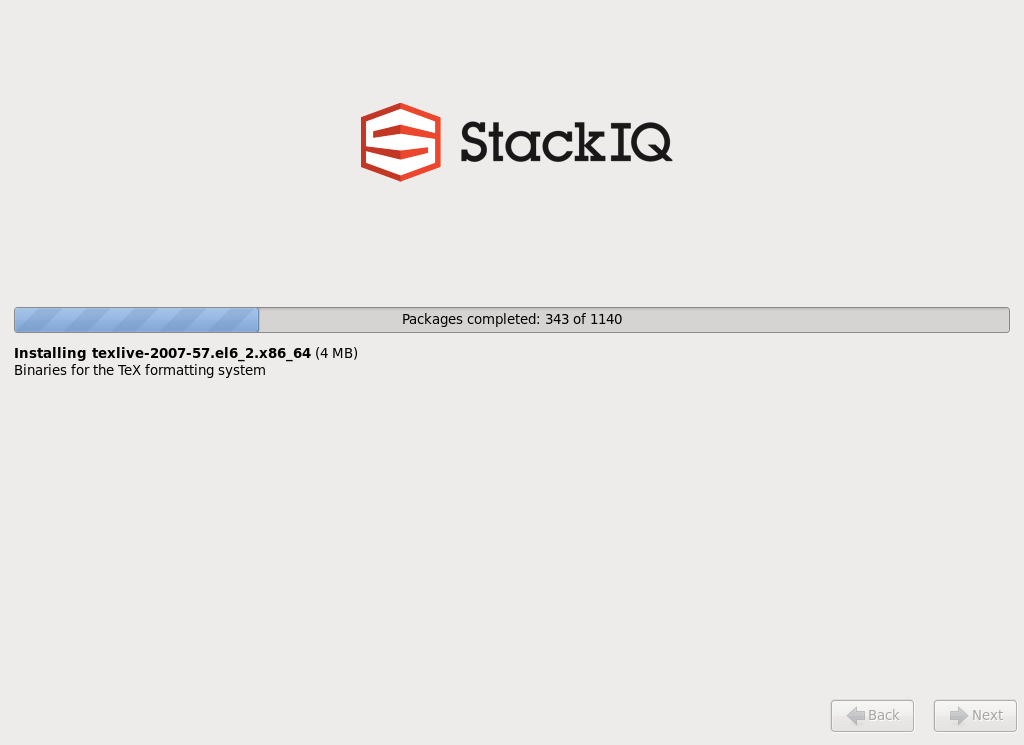 StackIQ
Packages completed: 343 of 1140
Installing texlive-2007-57.el6_2.x86_64 (4 MB)
Binaries for the TeX formatting system
Back
Next